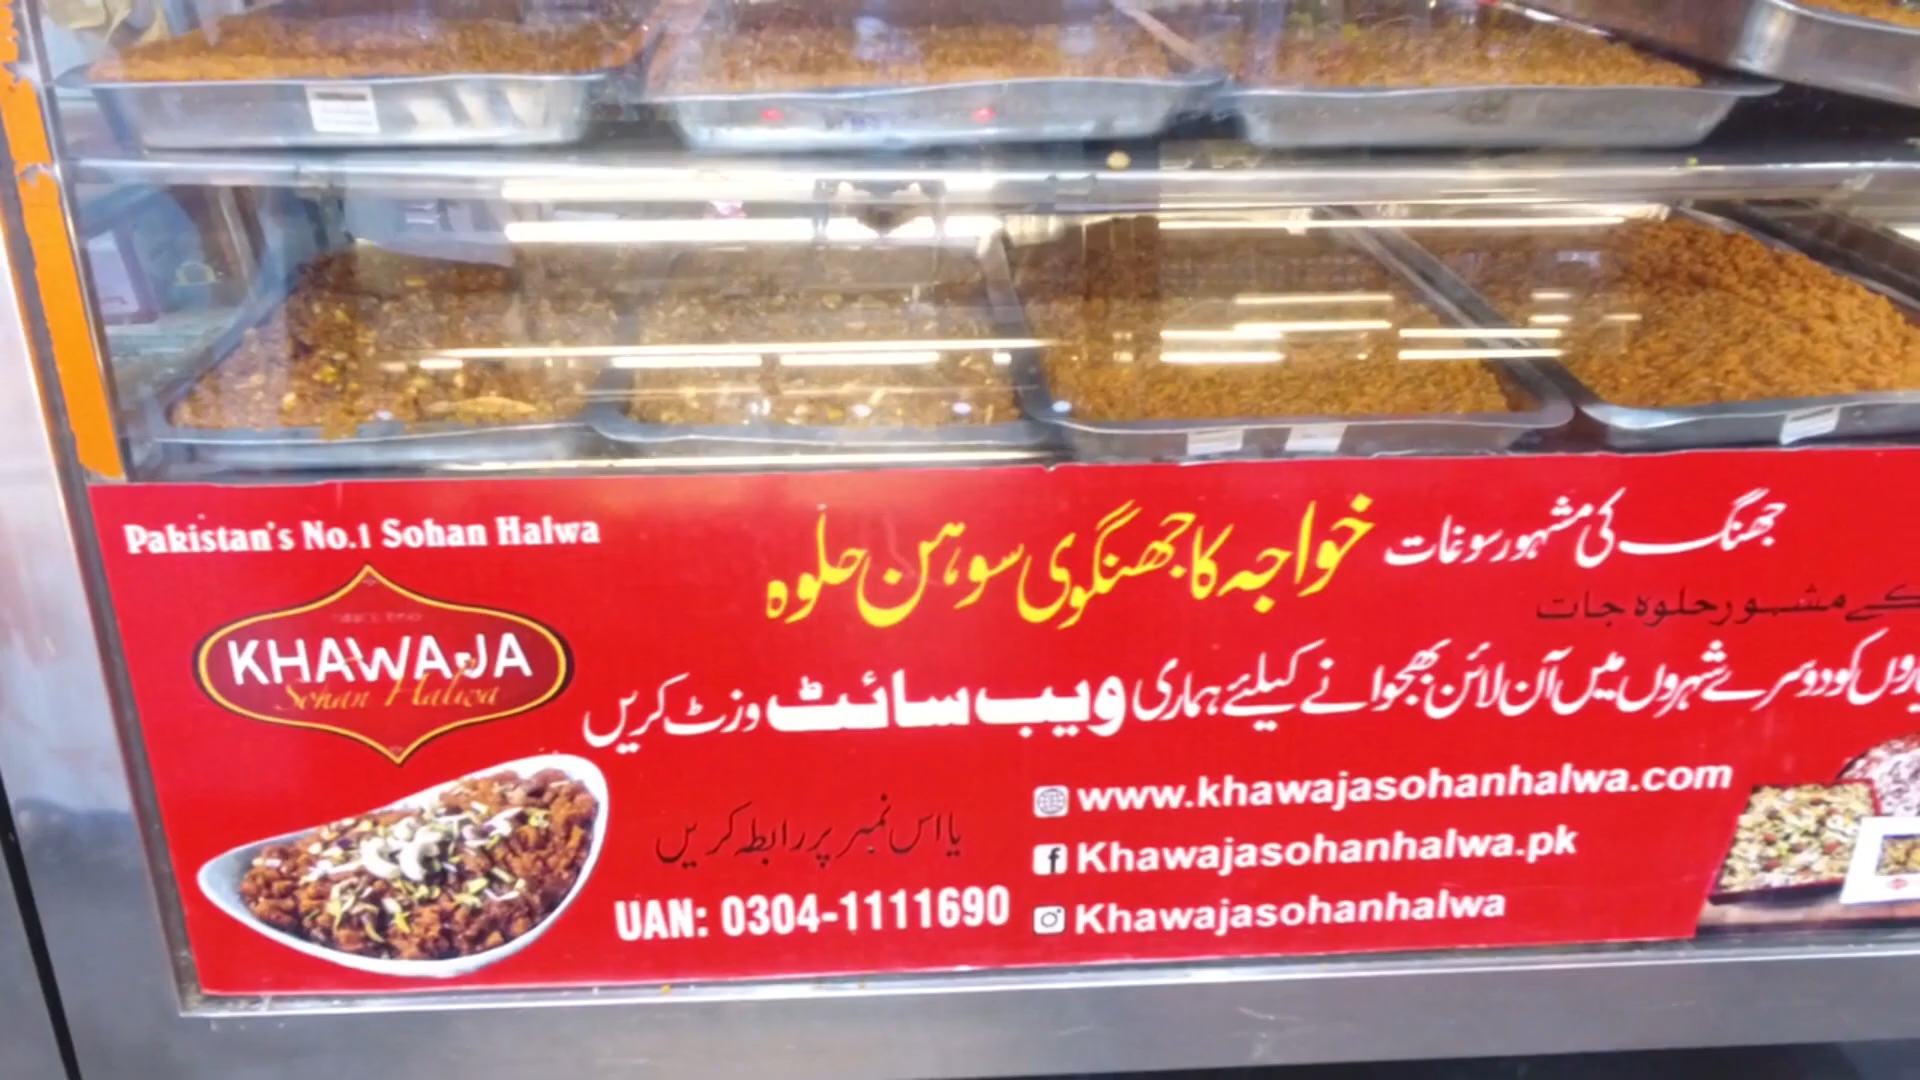 Pakistan's No.1 Sohan Halwa
KHAWAJA
Sohan Halwa
جھنگ کی مشہور سوغات
خواجہ کا جھنگوی سوہن حلوہ
کے مشہور حلوہ جات
کو دوسرے شہروں میں آن لائن بھجوانے کیلئے ہماری ویب سائٹ وزٹ کریں
یا اس نمبر پر رابطہ کریں
UAN: 0304-1111690
www.khawajasohanhalwa.com
Khawajasohanhalwa.pk
Khawajasohanhalwa